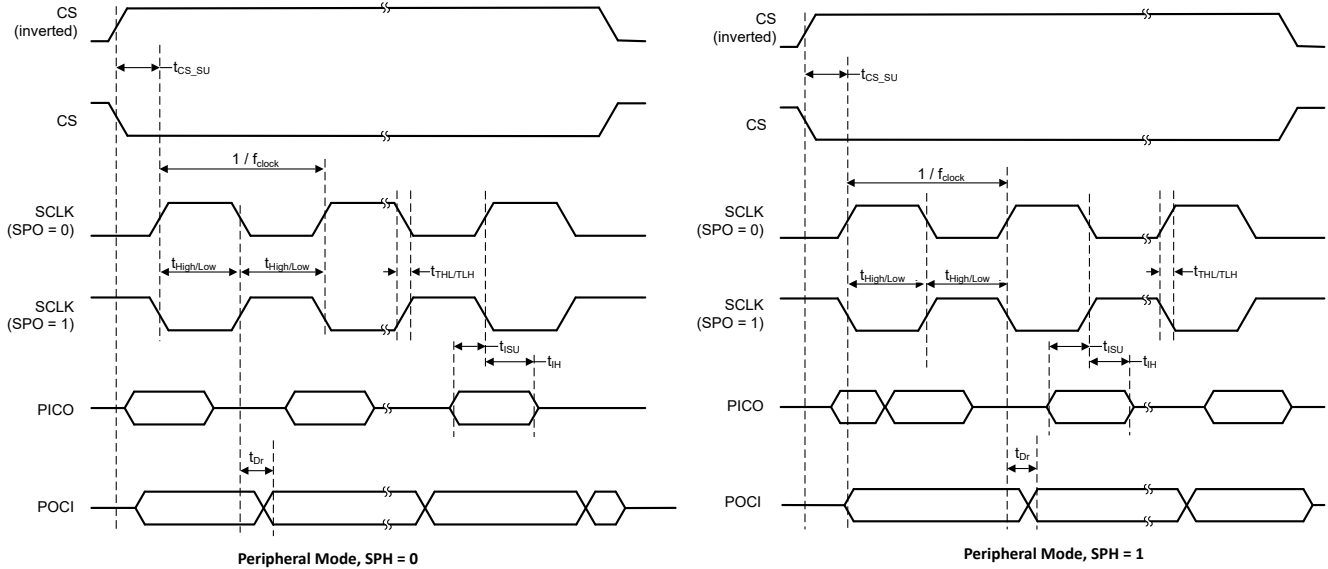 CS
(inverted)
tCS_SU
CS
1 / fclock
SCLK
(SPO = 0)
tHigh/Low
tHigh/Low
tTHL/TLH
SCLK
(SPO = 1)
tISU
tIH
PICO
tDr
POCI
Peripheral Mode, SPH = 0
CS
(inverted)
tCS_SU
CS
1 / fclock
SCLK
(SPO = 0)
tHigh/Low
tHigh/Low
tTHL/TLH
SCLK
(SPO = 1)
tISU
tIH
PICO
tDr
POCI
Peripheral Mode, SPH = 1